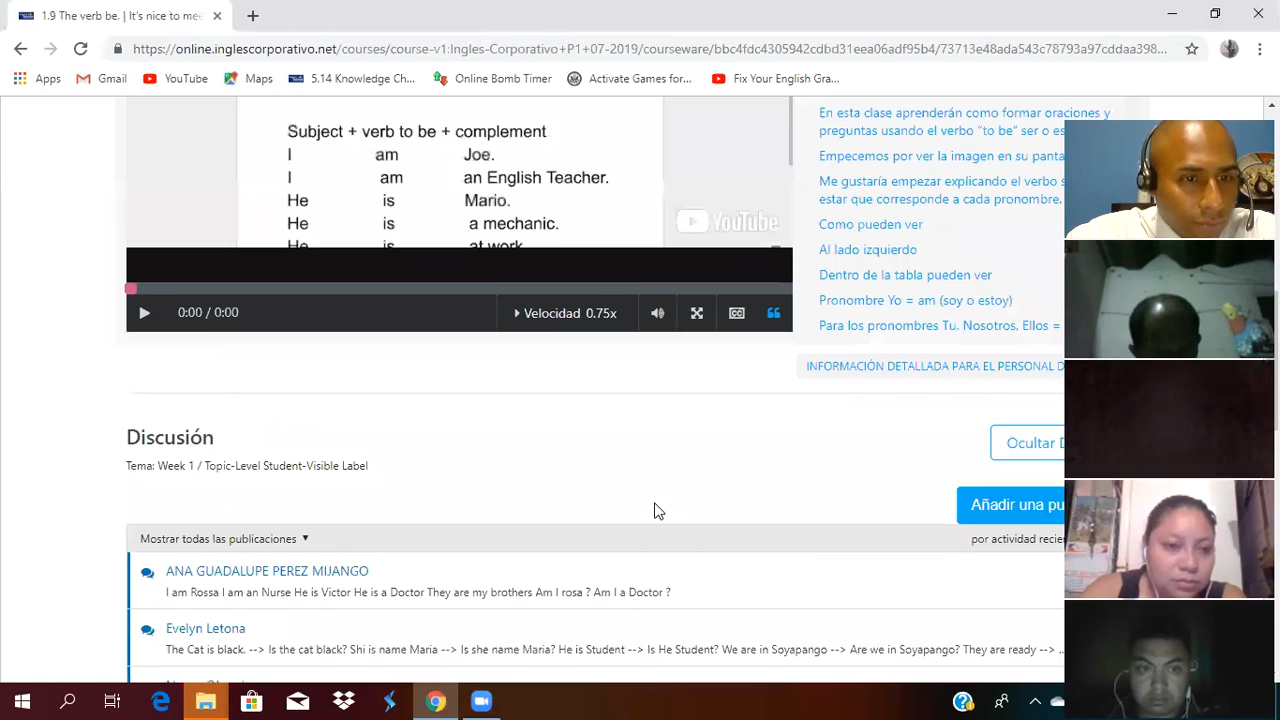 1.9 The verb be. | It's nice to mee
https://online.inglescorporativo.net/courses/course-v1:Ingles-Corporativo+P1+07-2019/courseware/bbc4fdc4305942cdbd31eea06adf95b4/73713e48ada543c78793a97cddaa398...
Apps
Gmail
YouTube
Maps
5.14 Knowledge Ch...
Online Bomb Timer
Activate Games for...
Fix Your English Gra...
Subject + verb to be + complement
I am Joe.
I am an English Teacher.
He is Mario.
He is a mechanic.
He is at work
YouTube
0:00 / 0:00
Velocidad 0.75x
En esta clase aprenderán como formar oraciones y
preguntas usando el verbo "to be" ser o es
Empecemos por ver la imagen en su panta
Me gustaría empezar explicando el verbo s
estar que corresponde a cada pronombre.
Como pueden ver
Al lado izquierdo
Dentro de la tabla pueden ver
Pronombre Yo = am (soy o estoy)
Para los pronombres Tu, Nosotros, Ellos =
INFORMACIÓN DETALLADA PARA EL PERSONAL D
Discusión
Ocultar D
Tema: Week 1 / Topic-Level Student-Visible Label
Añadir una pu
Mostrar todas las publicaciones
por actividad recien
ANA GUADALUPE PEREZ MIJANGO
I am Rossa I am an Nurse He is Victor He is a Doctor They are my brothers Am I rosa ? Am I a Doctor ?
Evelyn Letona
The Cat is black. --> Is the cat black? Shi is name Maria --> Is she name Maria? He is Student --> Is He Student? We are in Soyapango --> Are we in Soyapango? They are ready --> ...